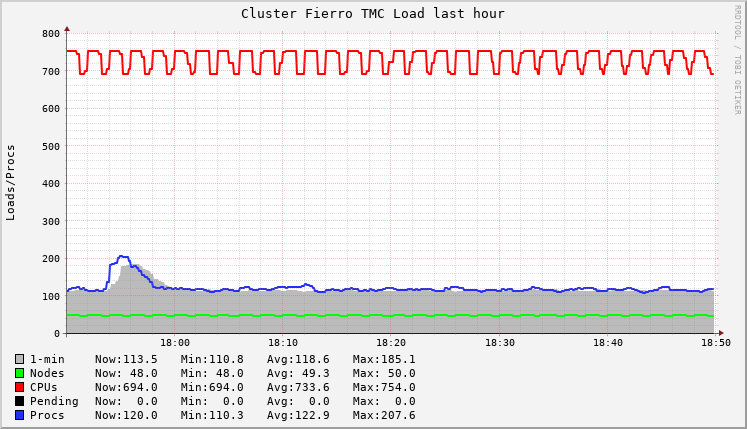 Cluster Fierro TMC Load last hour
RRDTOOL / TOBI OETIKER
Loads/Procs
800
700
600
500
400
300
200
100
0
18:00 18:10 18:20 18:30 18:40 18:50
1-min Now:113.5 Min:110.8 Avg:118.6 Max:185.1
Nodes Now: 48.0 Min: 48.0 Avg: 49.3 Max: 50.0
CPUs Now:694.0 Min:694.0 Avg:733.6 Max:754.0
Pending Now: 0.0 Min: 0.0 Avg: 0.0 Max: 0.0
Procs Now:120.0 Min:110.3 Avg:122.9 Max:207.6